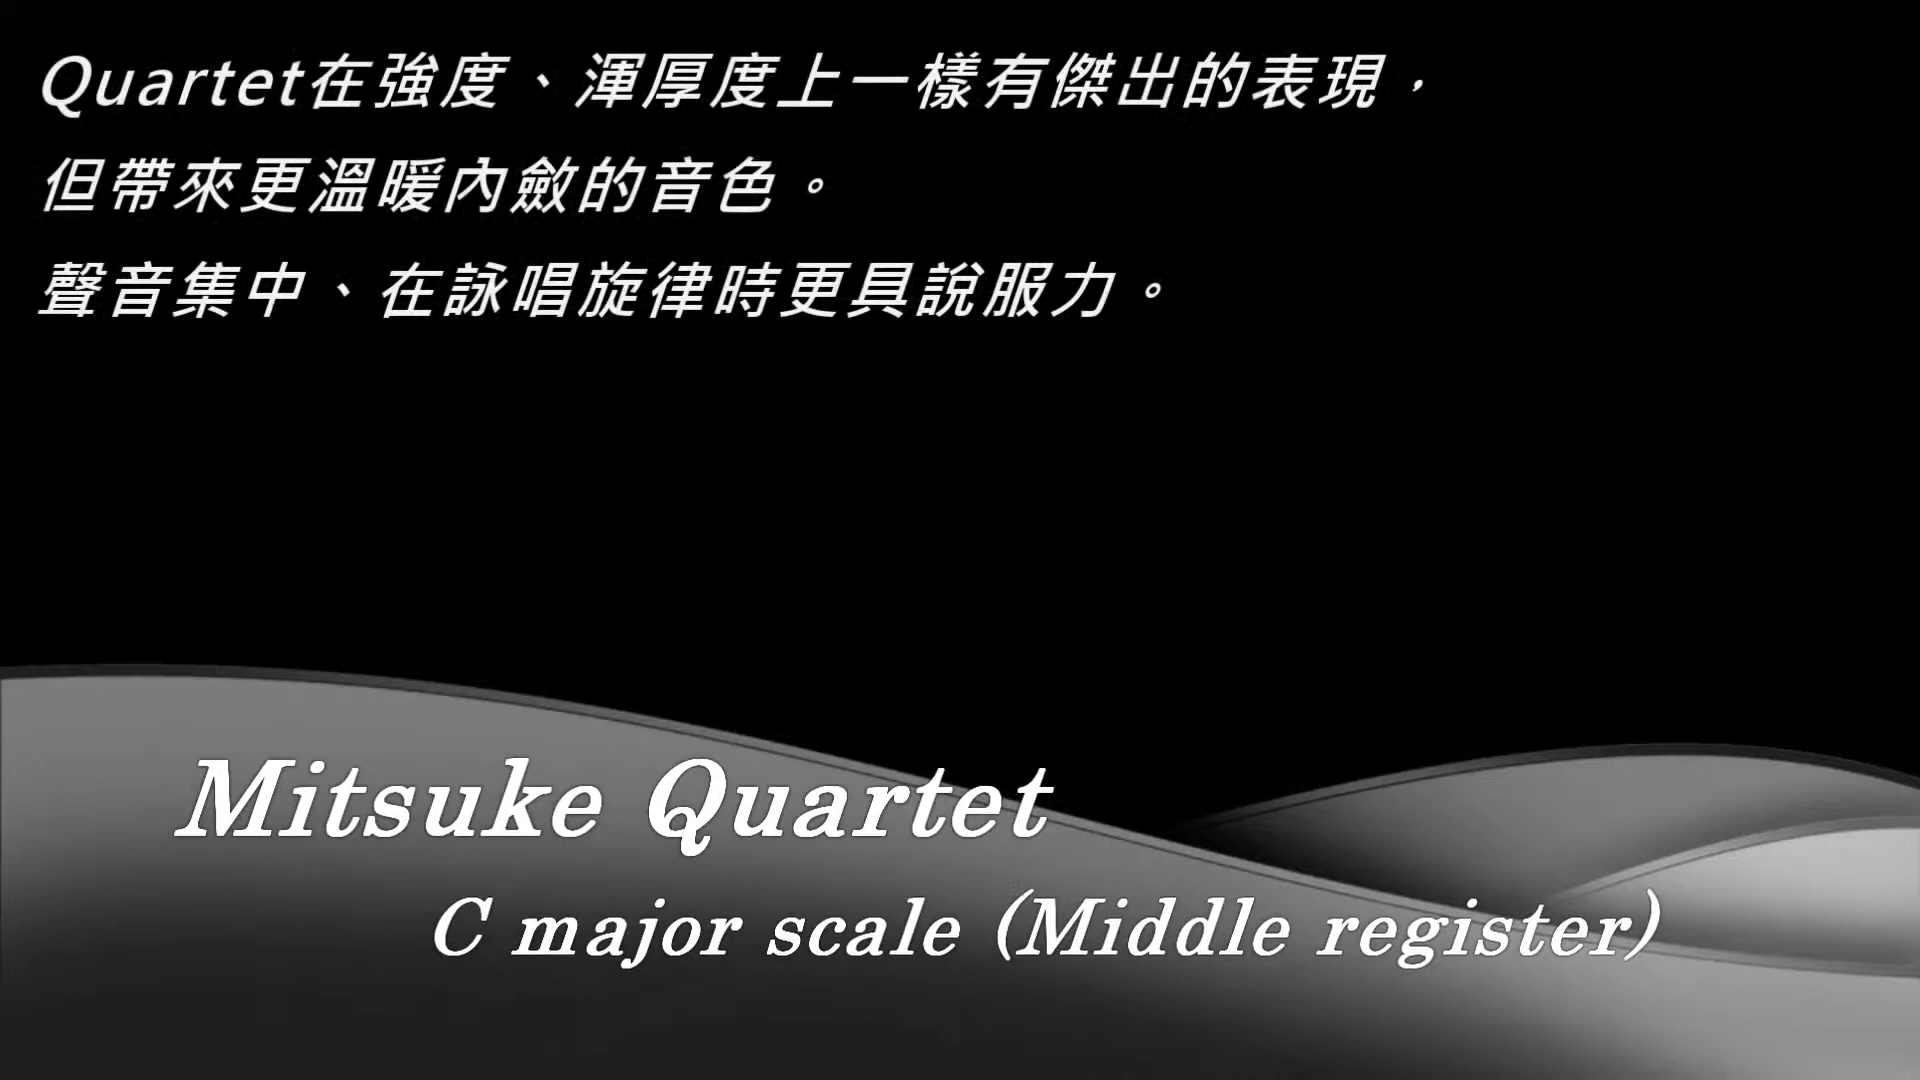 Quartet在強度、渾厚度上一樣有傑出的表現，
但帶來更溫暖內斂的音色。
聲音集中、在詠唱旋律時更具說服力。
Mitsuke Quartet
C major scale (Middle register)